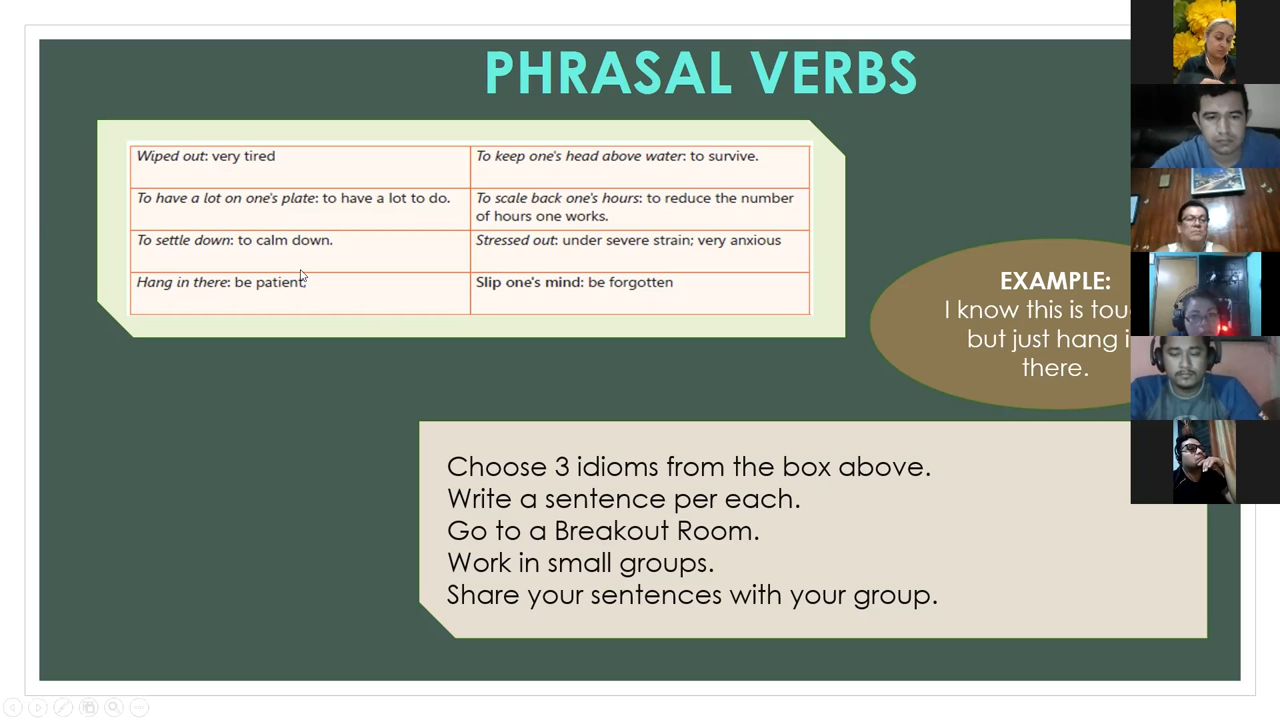 PHRASAL VERBS
Wiped out: very tired
To keep one's head above water: to survive.
To have a lot on one's plate: to have a lot to do.
To scale back one's hours: to reduce the number
of hours one works.
To settle down: to calm down.
Stressed out: under severe strain; very anxious
Hang in there: be patient.
Slip one's mind: be forgotten
EXAMPLE:
I know this is tou
but just hang i
there.
Choose 3 idioms from the box above.
Write a sentence per each.
Go to a Breakout Room.
Work in small groups.
Share your sentences with your group.